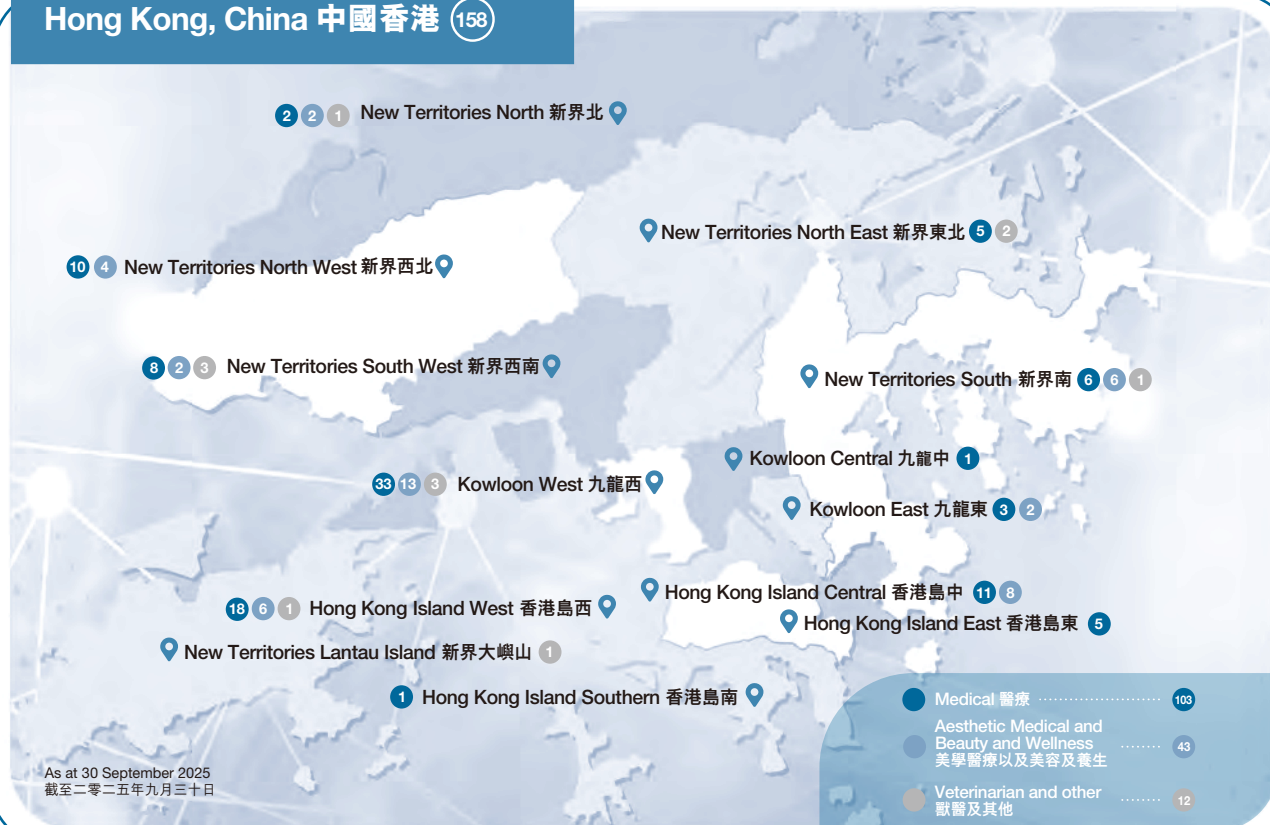 Hong Kong, China 中國香港 158
2 2 1 New Territories North 新界北
New Territories North East 新界東北 5 2
10 4 New Territories North West 新界西北
8 2 3 New Territories South West 新界西南
New Territories South 新界南 6 6 1
Kowloon Central 九龍中 1
33 13 3 Kowloon West 九龍西
Kowloon East 九龍東 3 2
Hong Kong Island Central 香港島中 11 8
18 6 1 Hong Kong Island West 香港島西
Hong Kong Island East 香港島東 5
New Territories Lantau Island 新界大嶼山 1
1 Hong Kong Island Southern 香港島南
Medical 醫療 ........................ 103
Aesthetic Medical and
Beauty and Wellness ........ 43
美學醫療以及美容及養生
Veterinarian and other ........ 12
獸醫及其他
As at 30 September 2025
截至二零二五年九月三十日